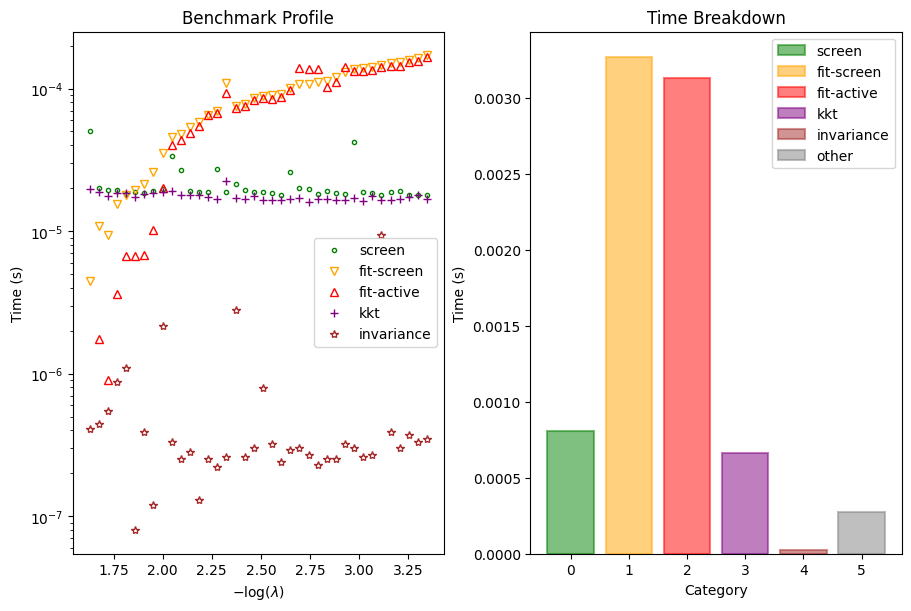 Benchmark Profile
Time (s)
10⁻⁴
10⁻⁵
10⁻⁶
10⁻⁷
screen
fit-screen
fit-active
kkt
invariance
1.75 2.00 2.25 2.50 2.75 3.00 3.25
−log(λ)
Time Breakdown
Time (s)
0.0030
0.0025
0.0020
0.0015
0.0010
0.0005
0.0000
screen
fit-screen
fit-active
kkt
invariance
other
0 1 2 3 4 5
Category